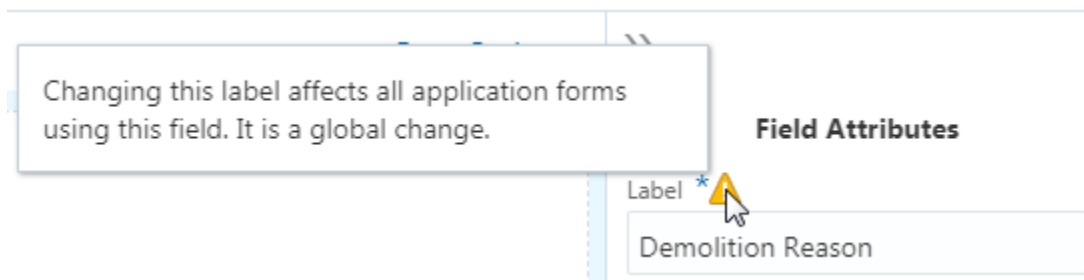 Changing this label affects all application forms
using this field. It is a global change.
Field Attributes
Label *
Demolition Reason